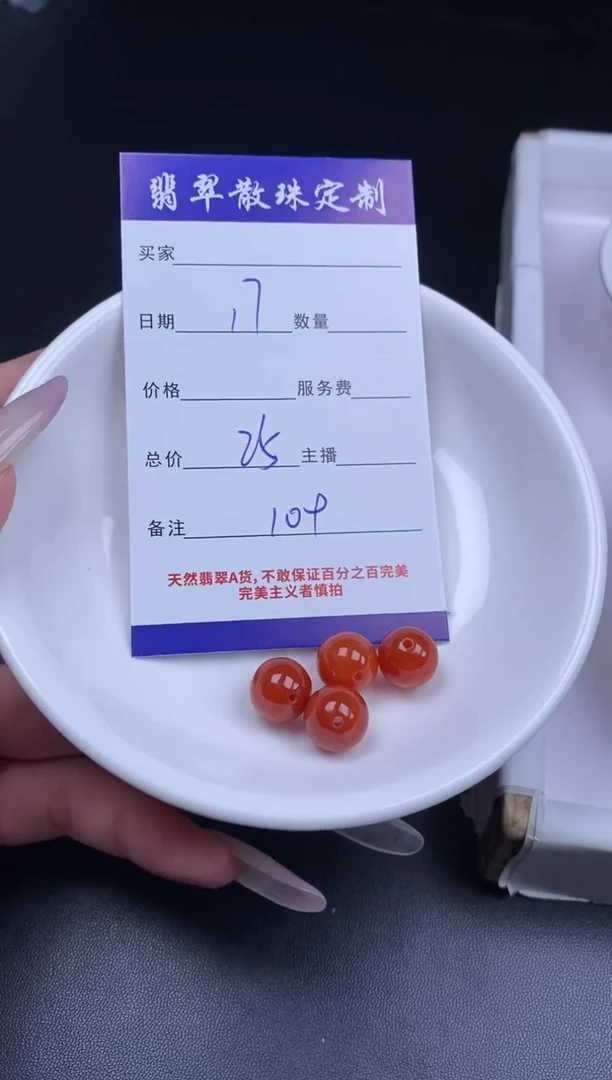 翡翠散珠定制
买家
日期 17 数量
价格 服务费
总价 25 主播
备注 104
天然翡翠A货,不敢保证百分之百完美
完美主义者慎拍